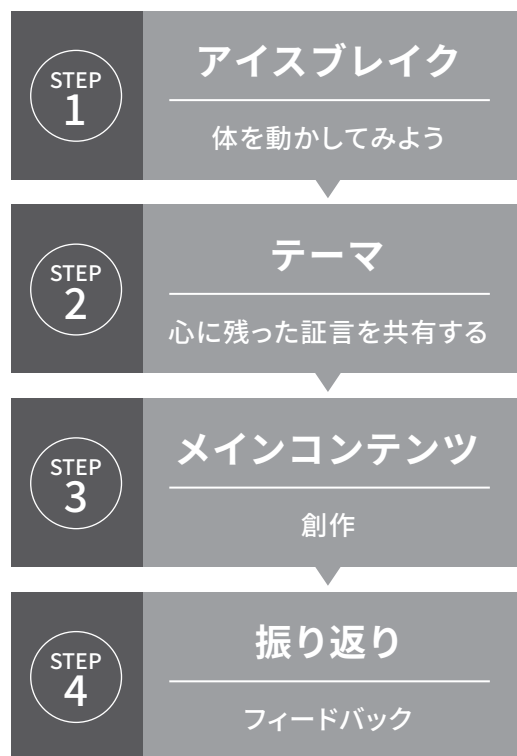 STEP
1
アイスブレイク
体を動かしてみよう
STEP
2
テーマ
心に残った証言を共有する
STEP
3
メインコンテンツ
創作
STEP
4
振り返り
フィードバック